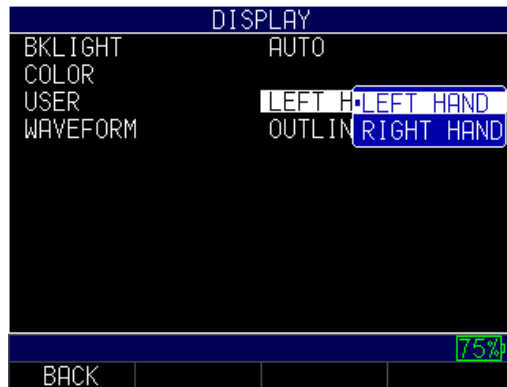 DISPLAY
BKLIGHT AUTO
COLOR
USER LEFT H
WAVEFORM OUTLIN
•LEFT HAND
RIGHT HAND
75%
BACK